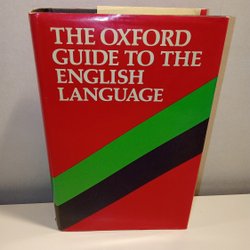 THE OXFORD
GUIDE TO THE
ENGLISH
LANGUAGE